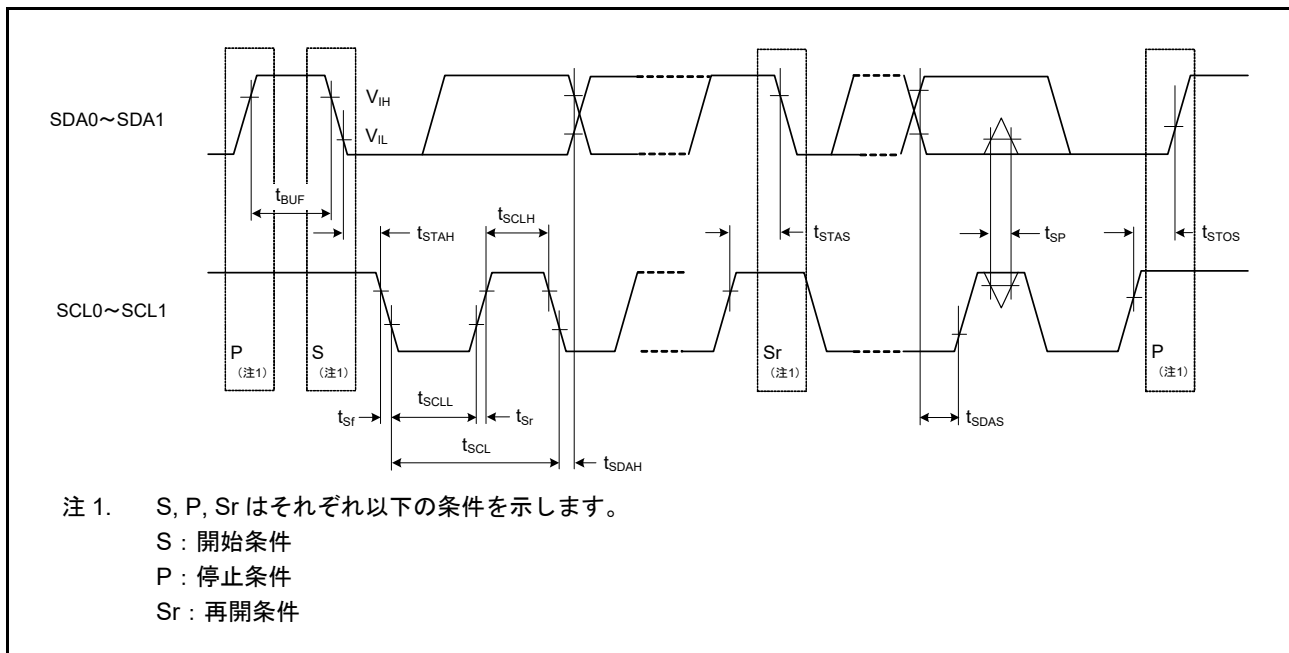 SDA0～SDA1
VIH
VIL
tBUF
tSTAH
tSCLH
tSTAS
tSP
tSTOS
SCL0～SCL1
P
（注1）
S
（注1）
Sr
（注1）
P
（注1）
tSf
tSCLL
tSr
tSCL
tSDAH
tSDAS
注 1. S, P, Sr はそれぞれ以下の条件を示します。
S：開始条件
P：停止条件
Sr：再開条件